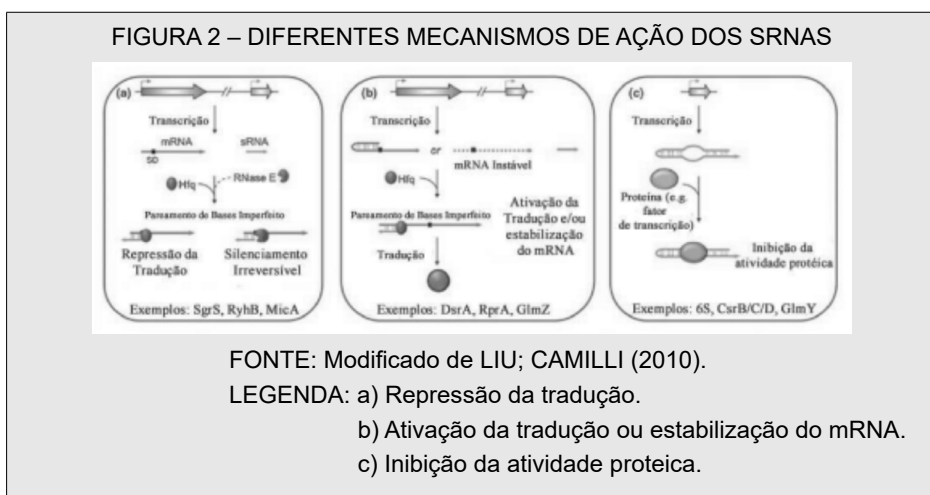 FIGURA 2 – DIFERENTES MECANISMOS DE AÇÃO DOS SRNAS
(a)
Transcrição
mRNA sRNA
SD
Hfq RNase E
Pareamento de Bases Imperfeito
Repressão da
Tradução
Silenciamento
Irreversível
Exemplos: SgrS, RyhB, MicA
(b)
Transcrição
or
mRNA Instável
Hfq
Pareamento de Bases Imperfeito
Ativação da
Tradução e/ou
estabilização
do mRNA
Tradução
Exemplos: DsrA, RprA, GlmZ
(c)
Transcrição
Proteína (e.g.
fator
de transcrição)
Inibição da
atividade protéica
Exemplos: 6S, CsrB/C/D, GlmY
FONTE: Modificado de LIU; CAMILLI (2010).
LEGENDA: a) Repressão da tradução.
b) Ativação da tradução ou estabilização do mRNA.
c) Inibição da atividade proteica.